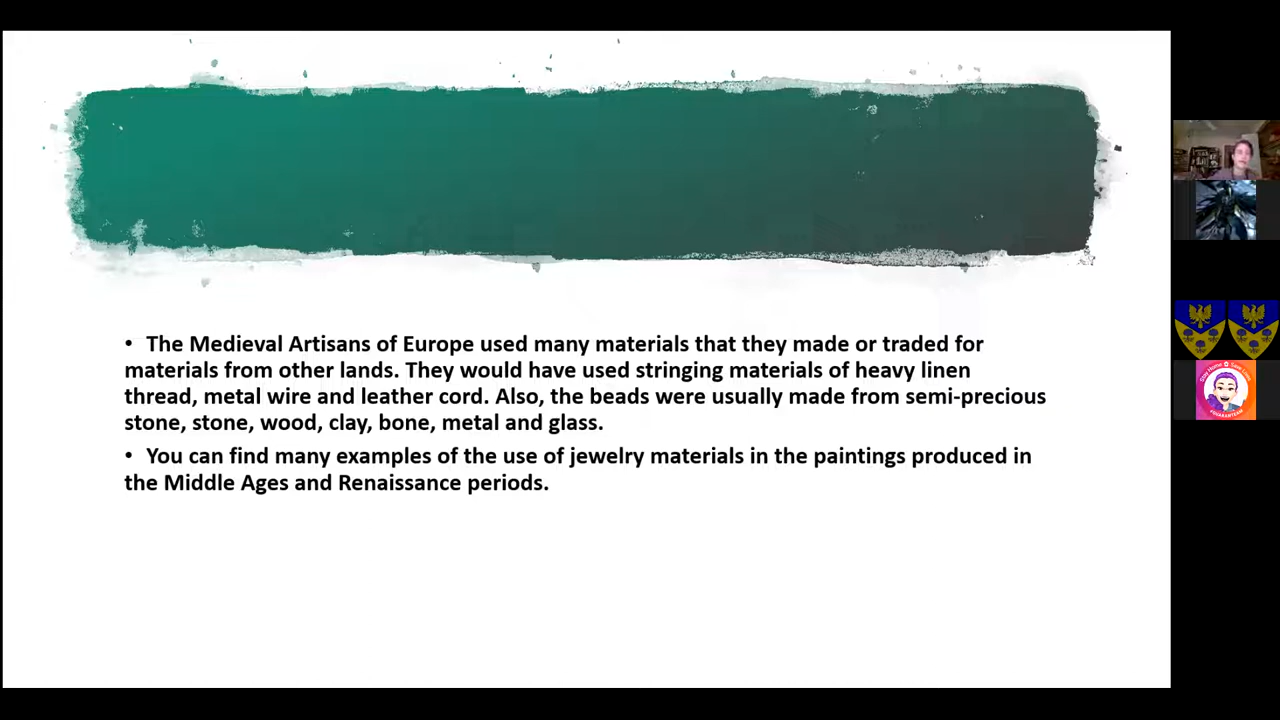 • The Medieval Artisans of Europe used many materials that they made or traded for
materials from other lands. They would have used stringing materials of heavy linen
thread, metal wire and leather cord. Also, the beads were usually made from semi-precious
stone, stone, wood, clay, bone, metal and glass.
• You can find many examples of the use of jewelry materials in the paintings produced in
the Middle Ages and Renaissance periods.